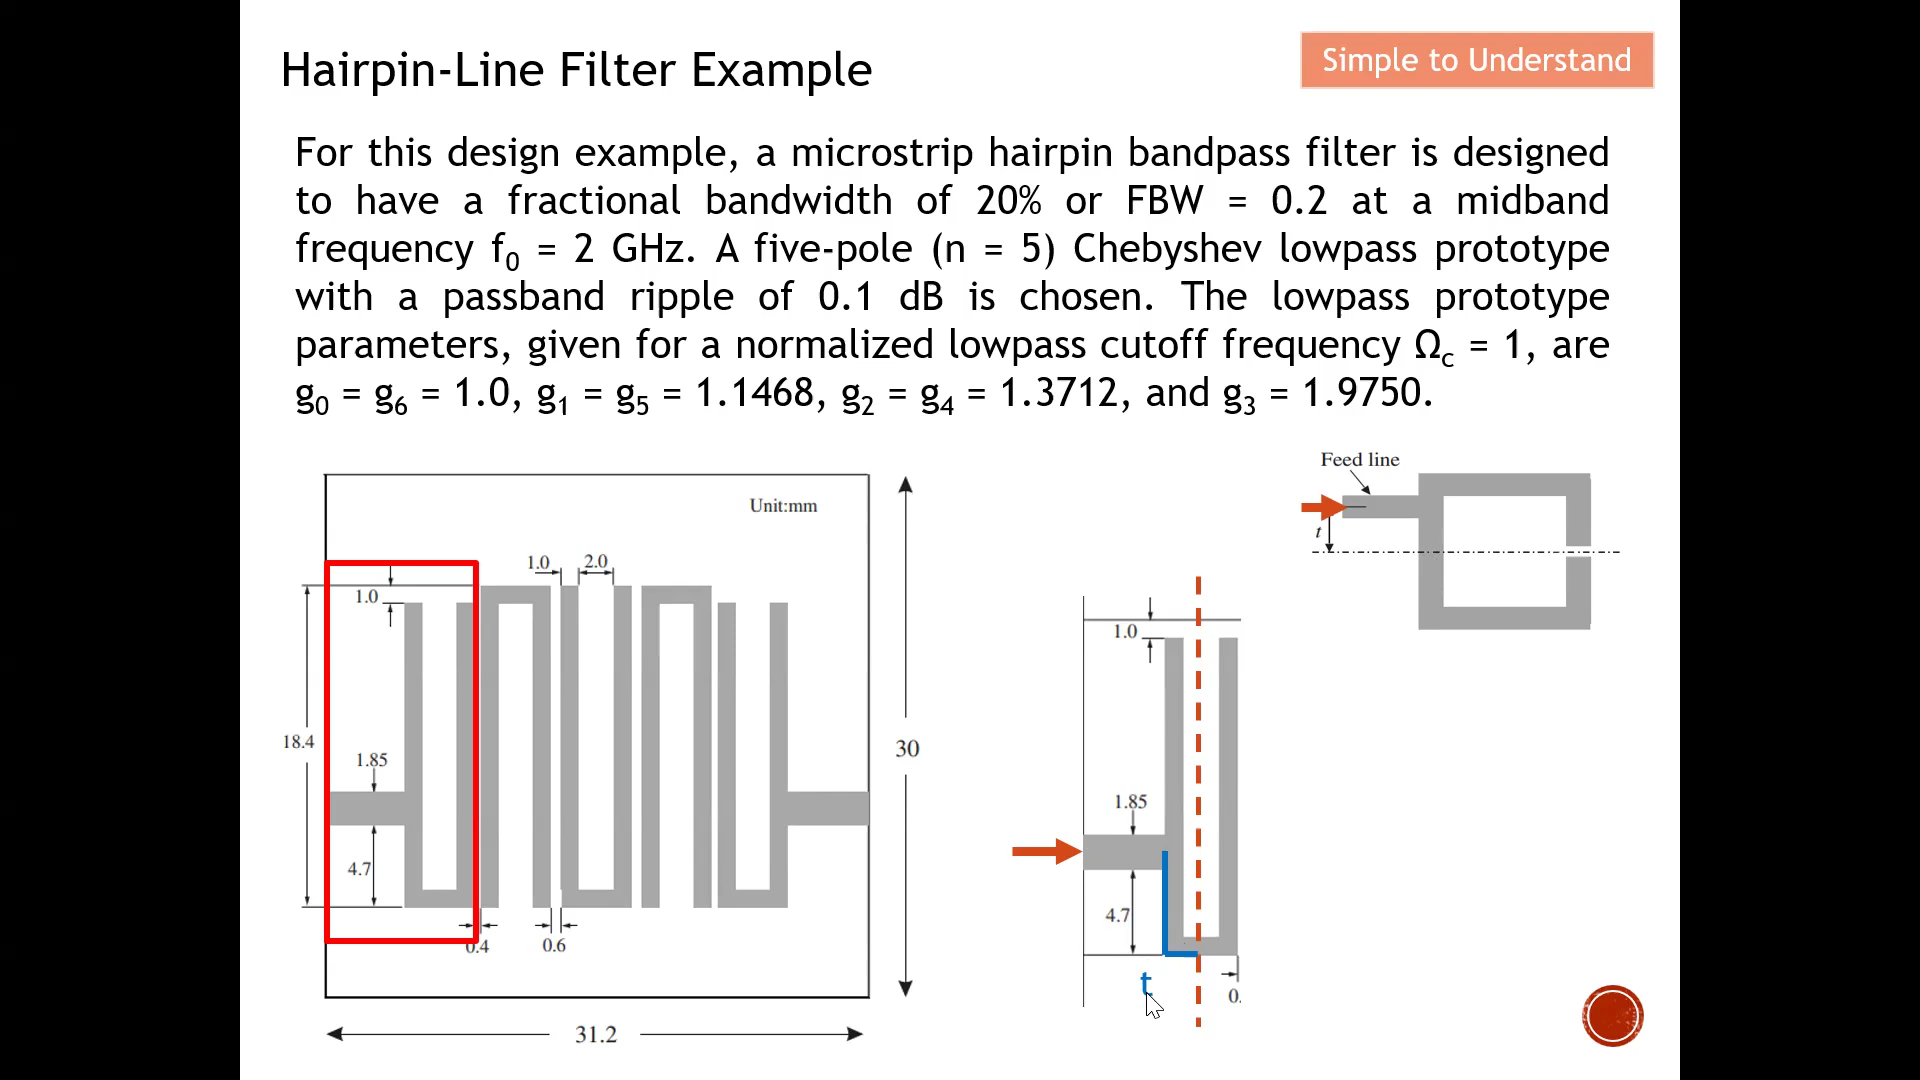 Hairpin-Line Filter Example
Simple to Understand
For this design example, a microstrip hairpin bandpass filter is designed
to have a fractional bandwidth of 20% or FBW = 0.2 at a midband
frequency f₀ = 2 GHz. A five-pole (n = 5) Chebyshev lowpass prototype
with a passband ripple of 0.1 dB is chosen. The lowpass prototype
parameters, given for a normalized lowpass cutoff frequency Ωc = 1, are
g₀ = g₆ = 1.0, g₁ = g₅ = 1.1468, g₂ = g₄ = 1.3712, and g₃ = 1.9750.
Unit:mm
1.0
2.0
1.0
18.4
1.85
4.7
0.4
0.6
30
31.2
1.0
1.85
4.7
t
0.
Feed line
t